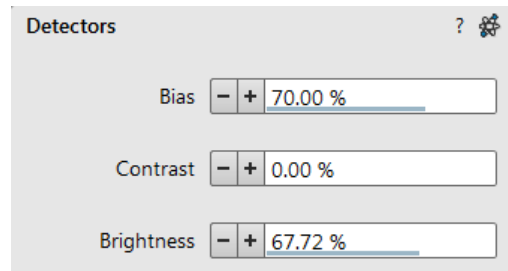 Detectors ?
Bias - + 70.00 %
Contrast - + 0.00 %
Brightness - + 67.72 %